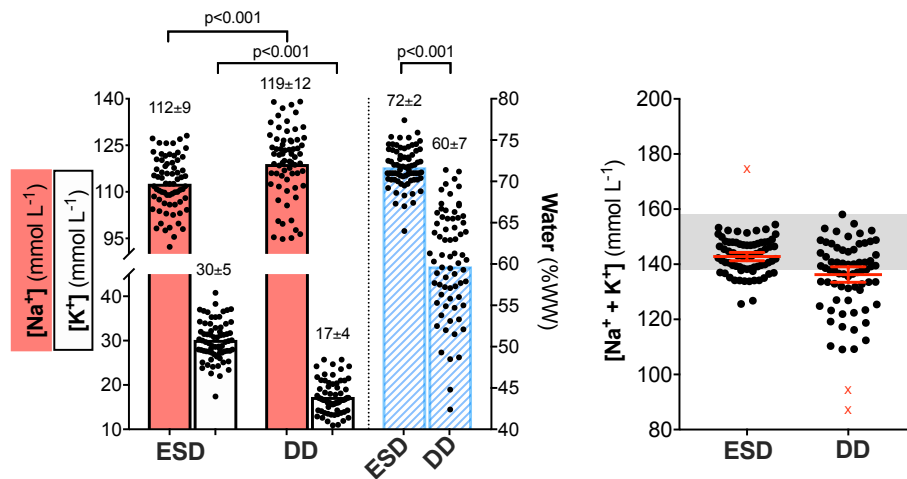 p<0.001
p<0.001
p<0.001
112±9
30±5
119±12
17±4
72±2
60±7
140
125
110
95
40
30
20
10
[Na⁺] (mmol L⁻¹)
[K⁺] (mmol L⁻¹)
ESD
DD
ESD
DD
80
75
70
65
60
55
50
45
40
Water (%WW)
[Na⁺ + K⁺] (mmol L⁻¹)
200
180
160
140
120
100
80
x
x
x
ESD
DD